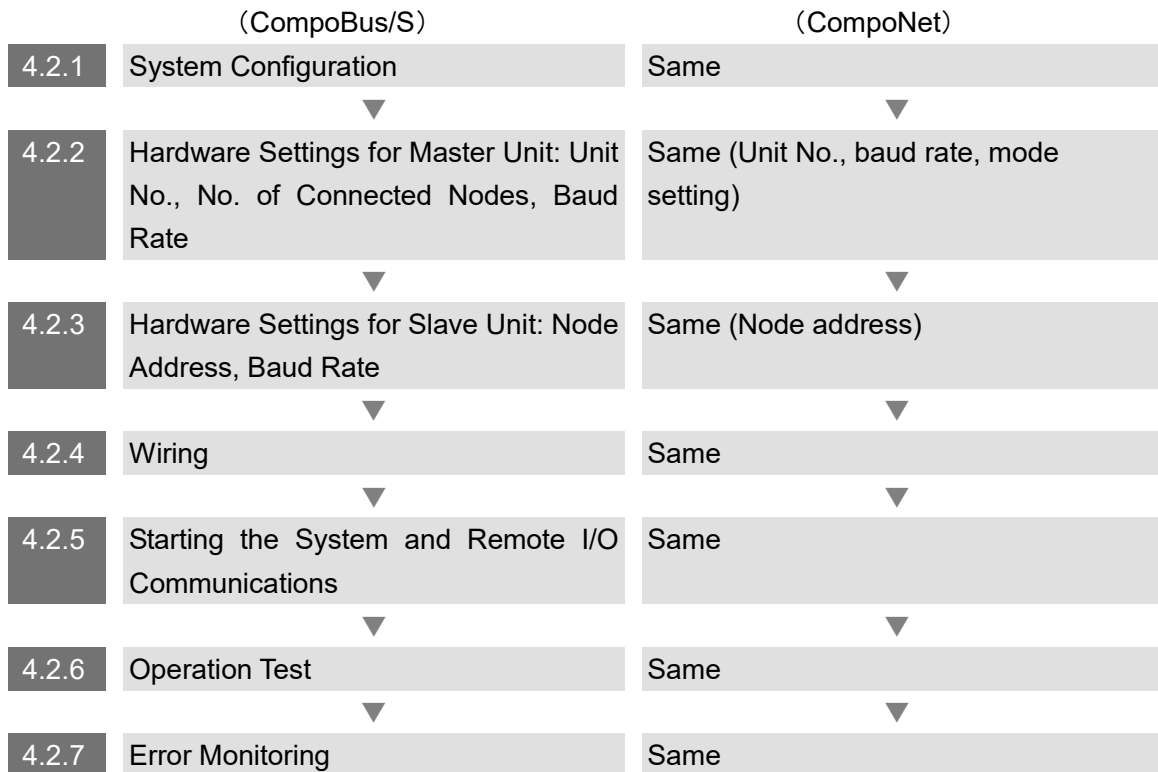 （CompoBus/S） （CompoNet）
4.2.1 System Configuration Same
4.2.2 Hardware Settings for Master Unit: Unit Same (Unit No., baud rate, mode
No., No. of Connected Nodes, Baud setting)
Rate
4.2.3 Hardware Settings for Slave Unit: Node Same (Node address)
Address, Baud Rate
4.2.4 Wiring Same
4.2.5 Starting the System and Remote I/O Same
Communications
4.2.6 Operation Test Same
4.2.7 Error Monitoring Same